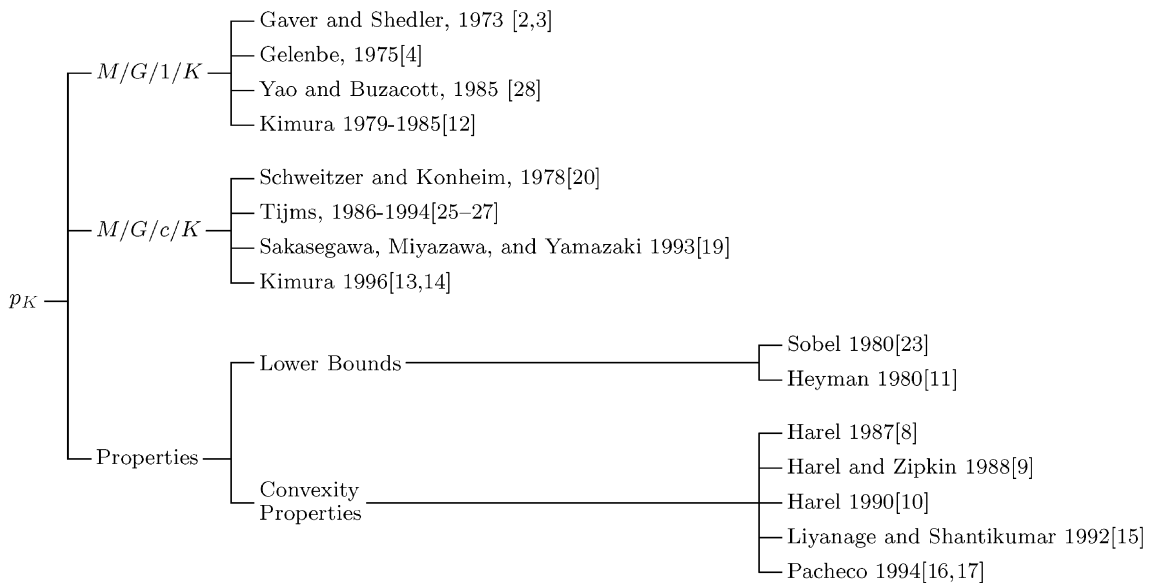 p_K
M/G/1/K
Gaver and Shedler, 1973 [2,3]
Gelenbe, 1975[4]
Yao and Buzacott, 1985 [28]
Kimura 1979-1985[12]
M/G/c/K
Schweitzer and Konheim, 1978[20]
Tijms, 1986-1994[25–27]
Sakasegawa, Miyazawa, and Yamazaki 1993[19]
Kimura 1996[13,14]
Properties
Lower Bounds
Sobel 1980[23]
Heyman 1980[11]
Convexity
Properties
Harel 1987[8]
Harel and Zipkin 1988[9]
Harel 1990[10]
Liyanage and Shantikumar 1992[15]
Pacheco 1994[16,17]